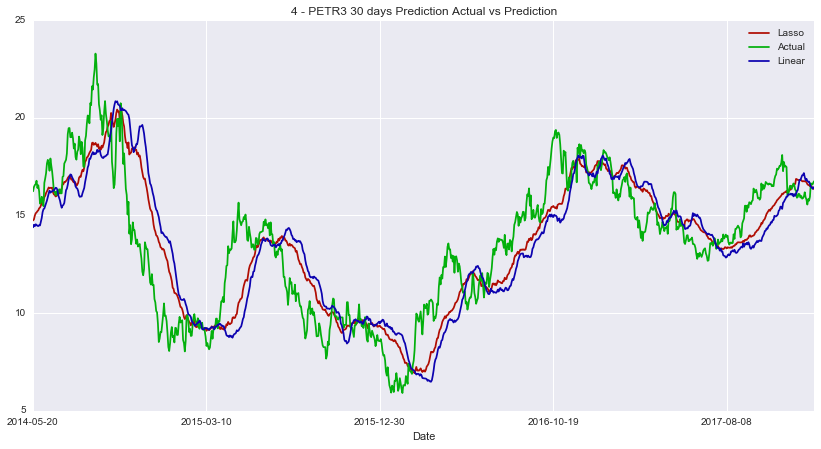 4 - PETR3 30 days Prediction Actual vs Prediction
25
Lasso
Actual
Linear
20
15
10
5
2014-05-20 2015-03-10 2015-12-30 2016-10-19 2017-08-08
Date